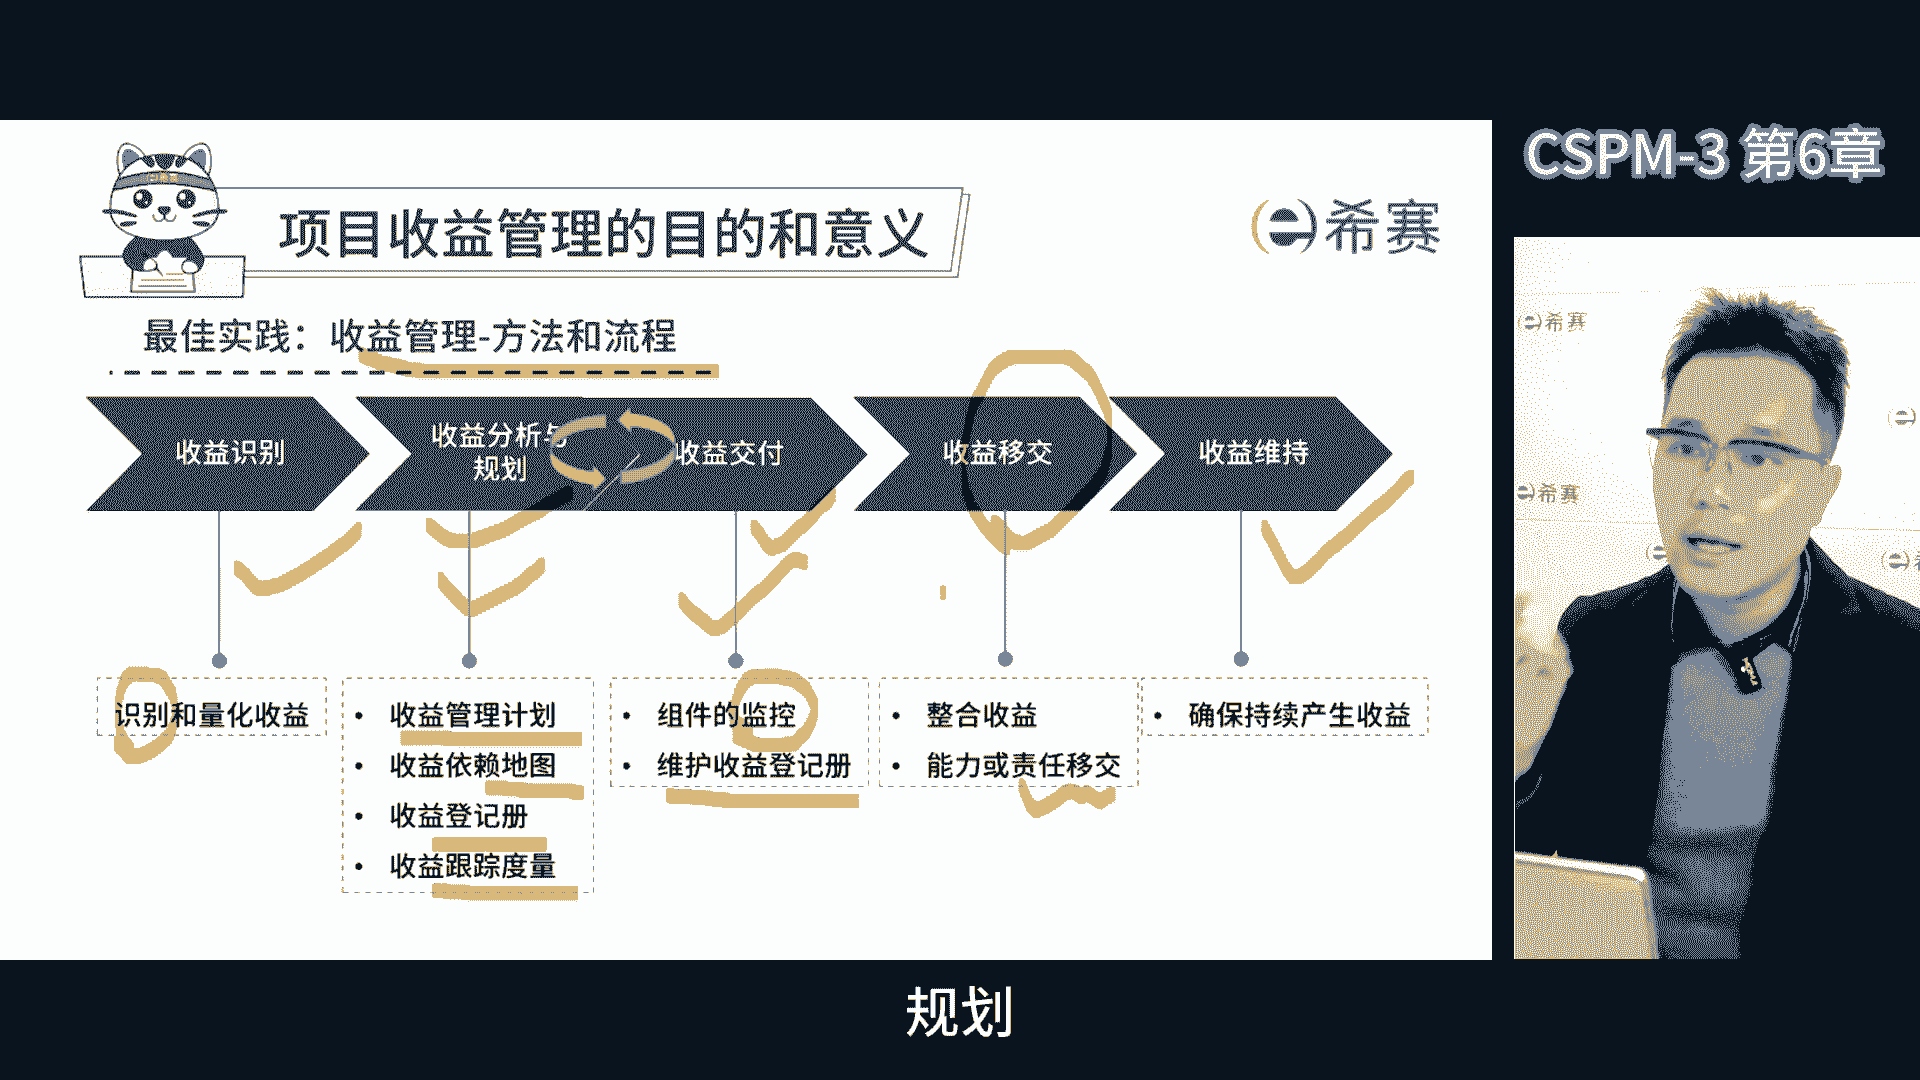 CSPM-3 第6章
项目收益管理的目的和意义
希赛
最佳实践：收益管理-方法和流程
收益识别
收益分析与
规划
收益交付
收益移交
收益维持
识别和量化收益
• 收益管理计划
• 收益依赖地图
• 收益登记册
• 收益跟踪度量
• 组件的监控
• 维护收益登记册
• 整合收益
• 能力或责任移交
• 确保持续产生收益
希赛
希赛
规划